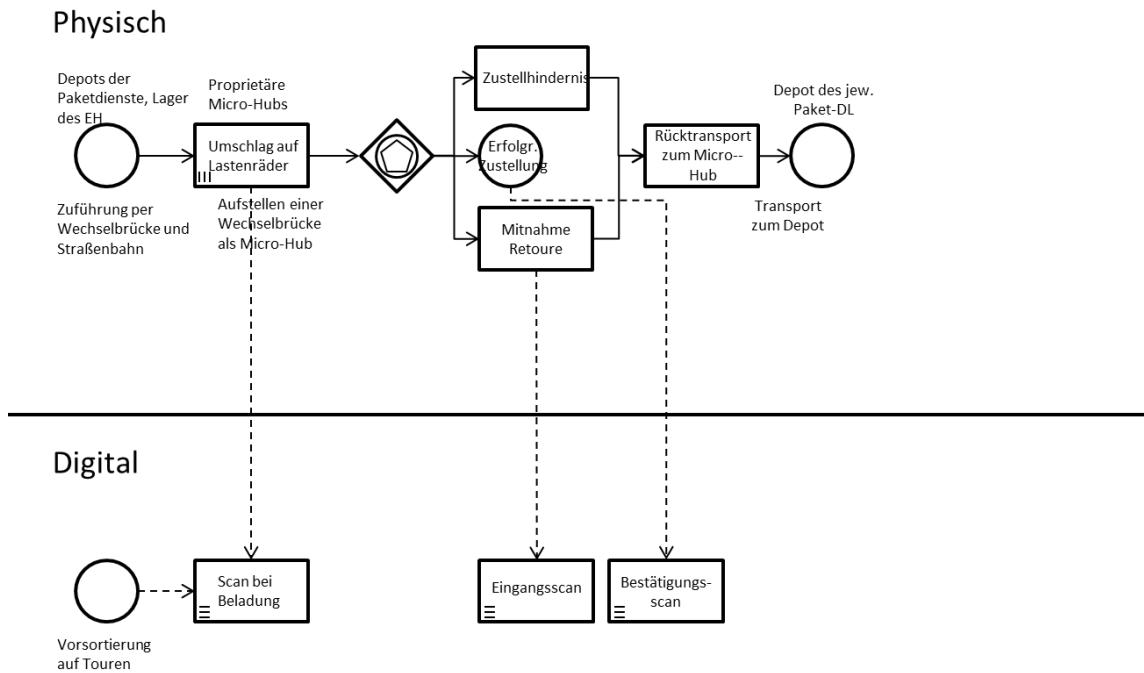 Physisch
Depots der
Paketdienste, Lager
des EH
Proprietäre
Micro-Hubs
Umschlag auf
Lastenräder
Zuführung per
Wechselbrücke und
Straßenbahn
Aufstellen einer
Wechselbrücke
als Micro-Hub
Zustellhindernis
Erfolgr.
Zustellung
Mitnahme
Retoure
Rücktransport
zum Micro--
Hub
Depot des jew.
Paket-DL
Transport
zum Depot
Digital
Vorsortierung
auf Touren
Scan bei
Beladung
Eingangsscan
Bestätigungs-
scan